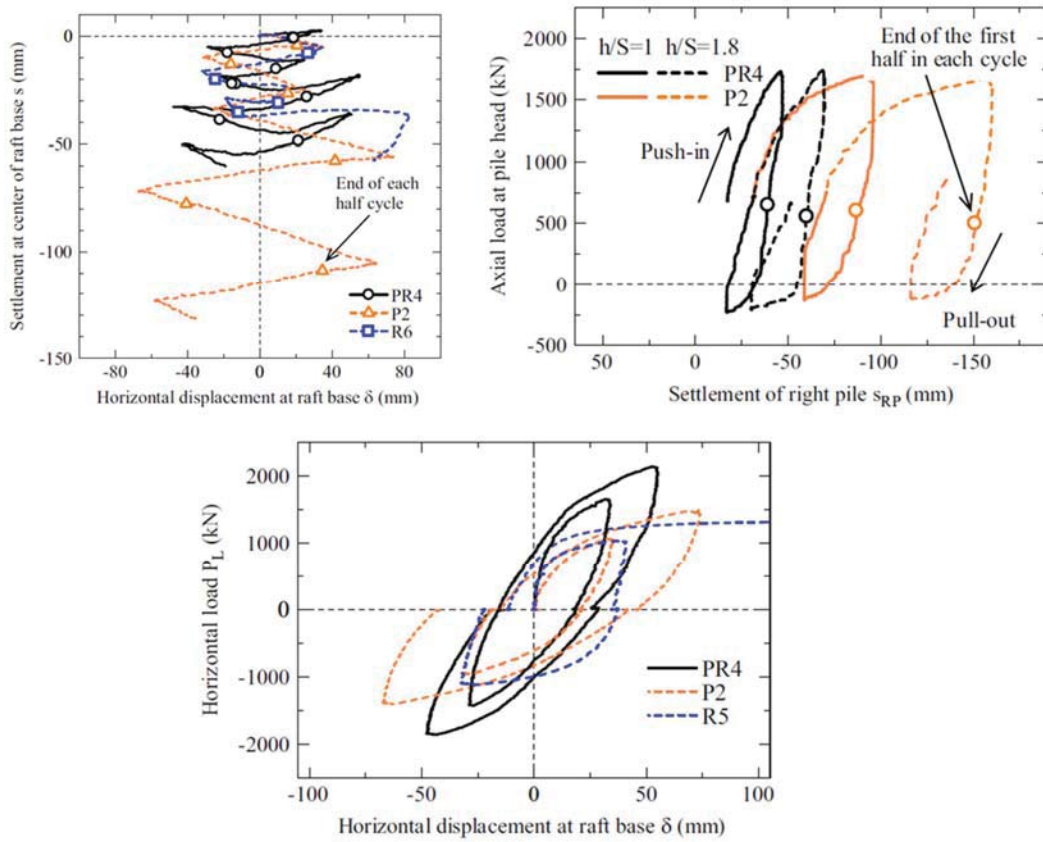 0
-50
-100
-150
Settlement at center of raft base s (mm)
End of each
half cycle
PR4
P2
R6
-80 -40 0 40 80
Horizontal displacement at raft base δ (mm)
2000
1500
1000
500
0
-500
Axial load at pile head (kN)
h/S=1 h/S=1.8
PR4
P2
End of the first
half in each cycle
Push-in
Pull-out
50 0 -50 -100 -150
Settlement of right pile sRP (mm)
2000
1000
0
-1000
-2000
Horizontal load PL (kN)
PR4
P2
R5
-100 -50 0 50 100
Horizontal displacement at raft base δ (mm)